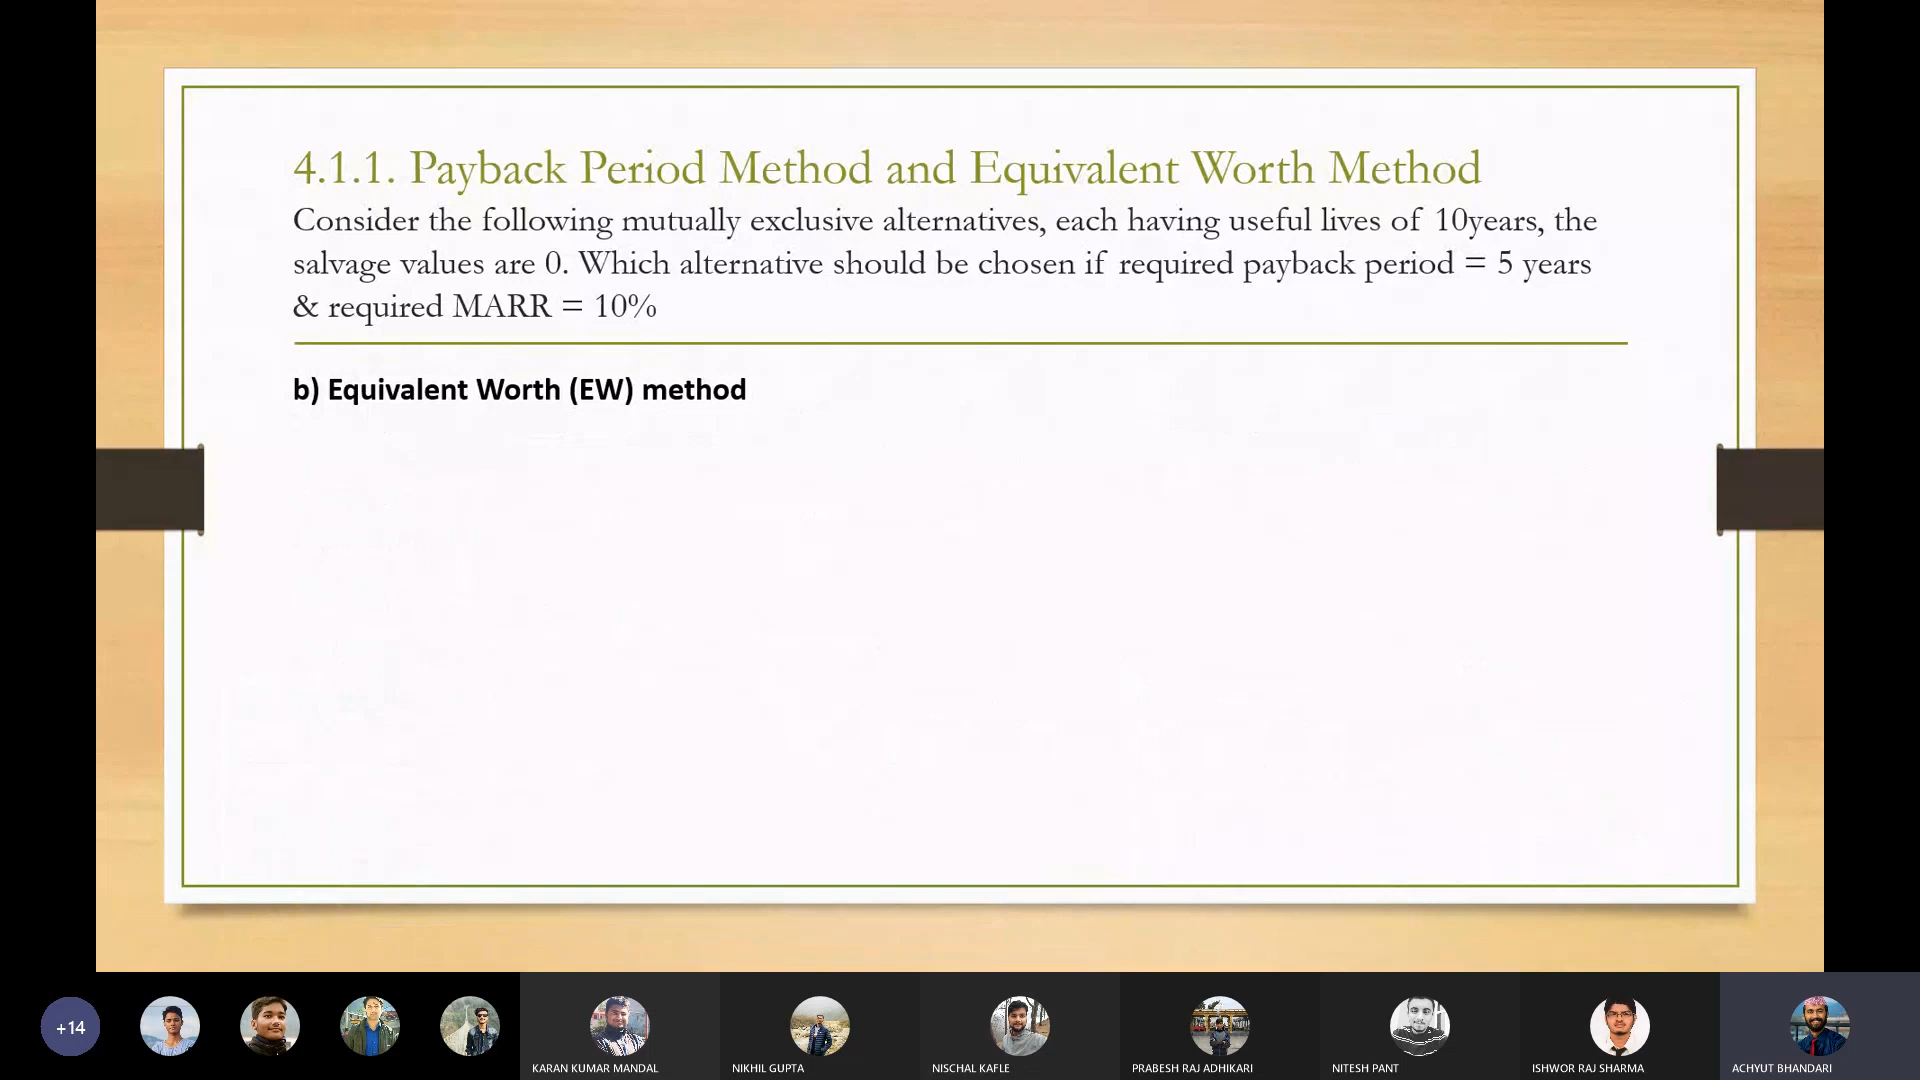 4.1.1. Payback Period Method and Equivalent Worth Method
Consider the following mutually exclusive alternatives, each having useful lives of 10years, the
salvage values are 0. Which alternative should be chosen if required payback period = 5 years
& required MARR = 10%
b) Equivalent Worth (EW) method
+14
KARAN KUMAR MANDAL
NIKHIL GUPTA
NISCHAL KAFLE
PRABESH RAJ ADHIKARI
NITESH PANT
ISHWOR RAJ SHARMA
ACHYUT BHANDARI